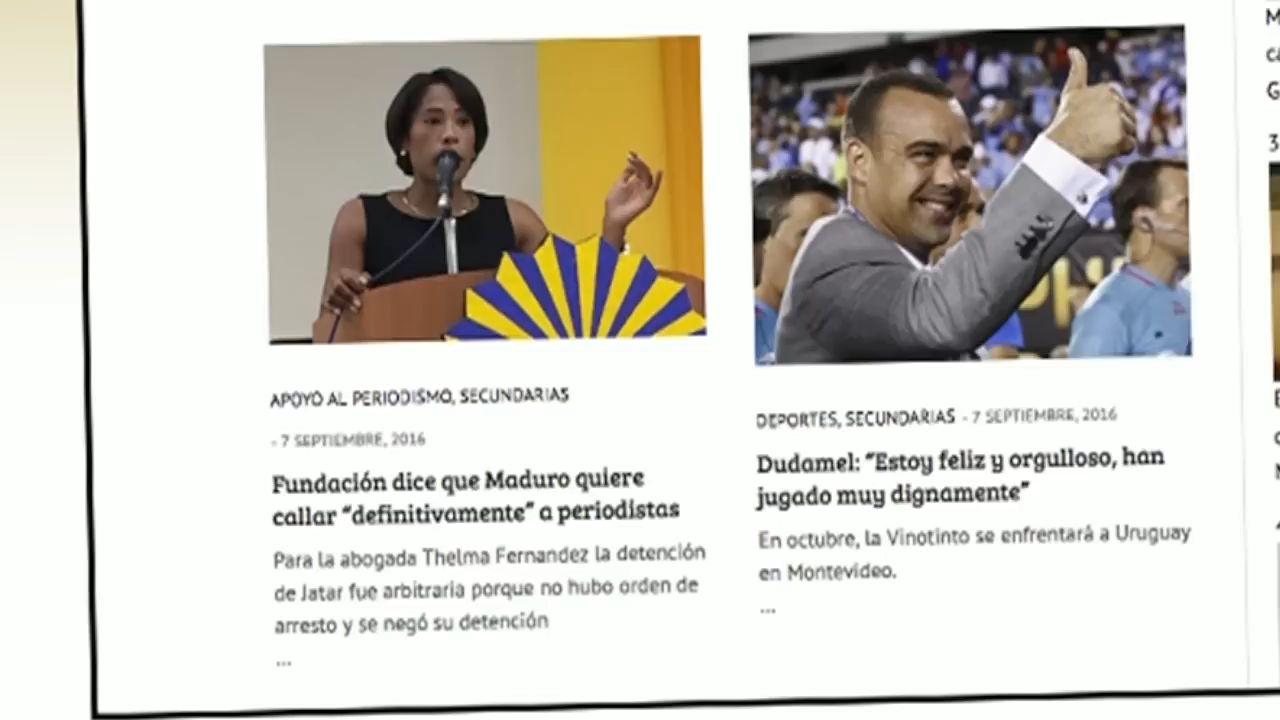 APOYO AL PERIODISMO, SECUNDARIAS
- 7 SEPTIEMBRE, 2016
Fundación dice que Maduro quiere
callar “definitivamente” a periodistas
Para la abogada Thelma Fernandez la detención
de Jatar fue arbitraria porque no hubo orden de
arresto y se negó su detención
...
DEPORTES, SECUNDARIAS - 7 SEPTIEMBRE, 2016
Dudamel: “Estoy feliz y orgulloso, han
jugado muy dignamente”
En octubre, la Vinotinto se enfrentará a Uruguay
en Montevideo.
...